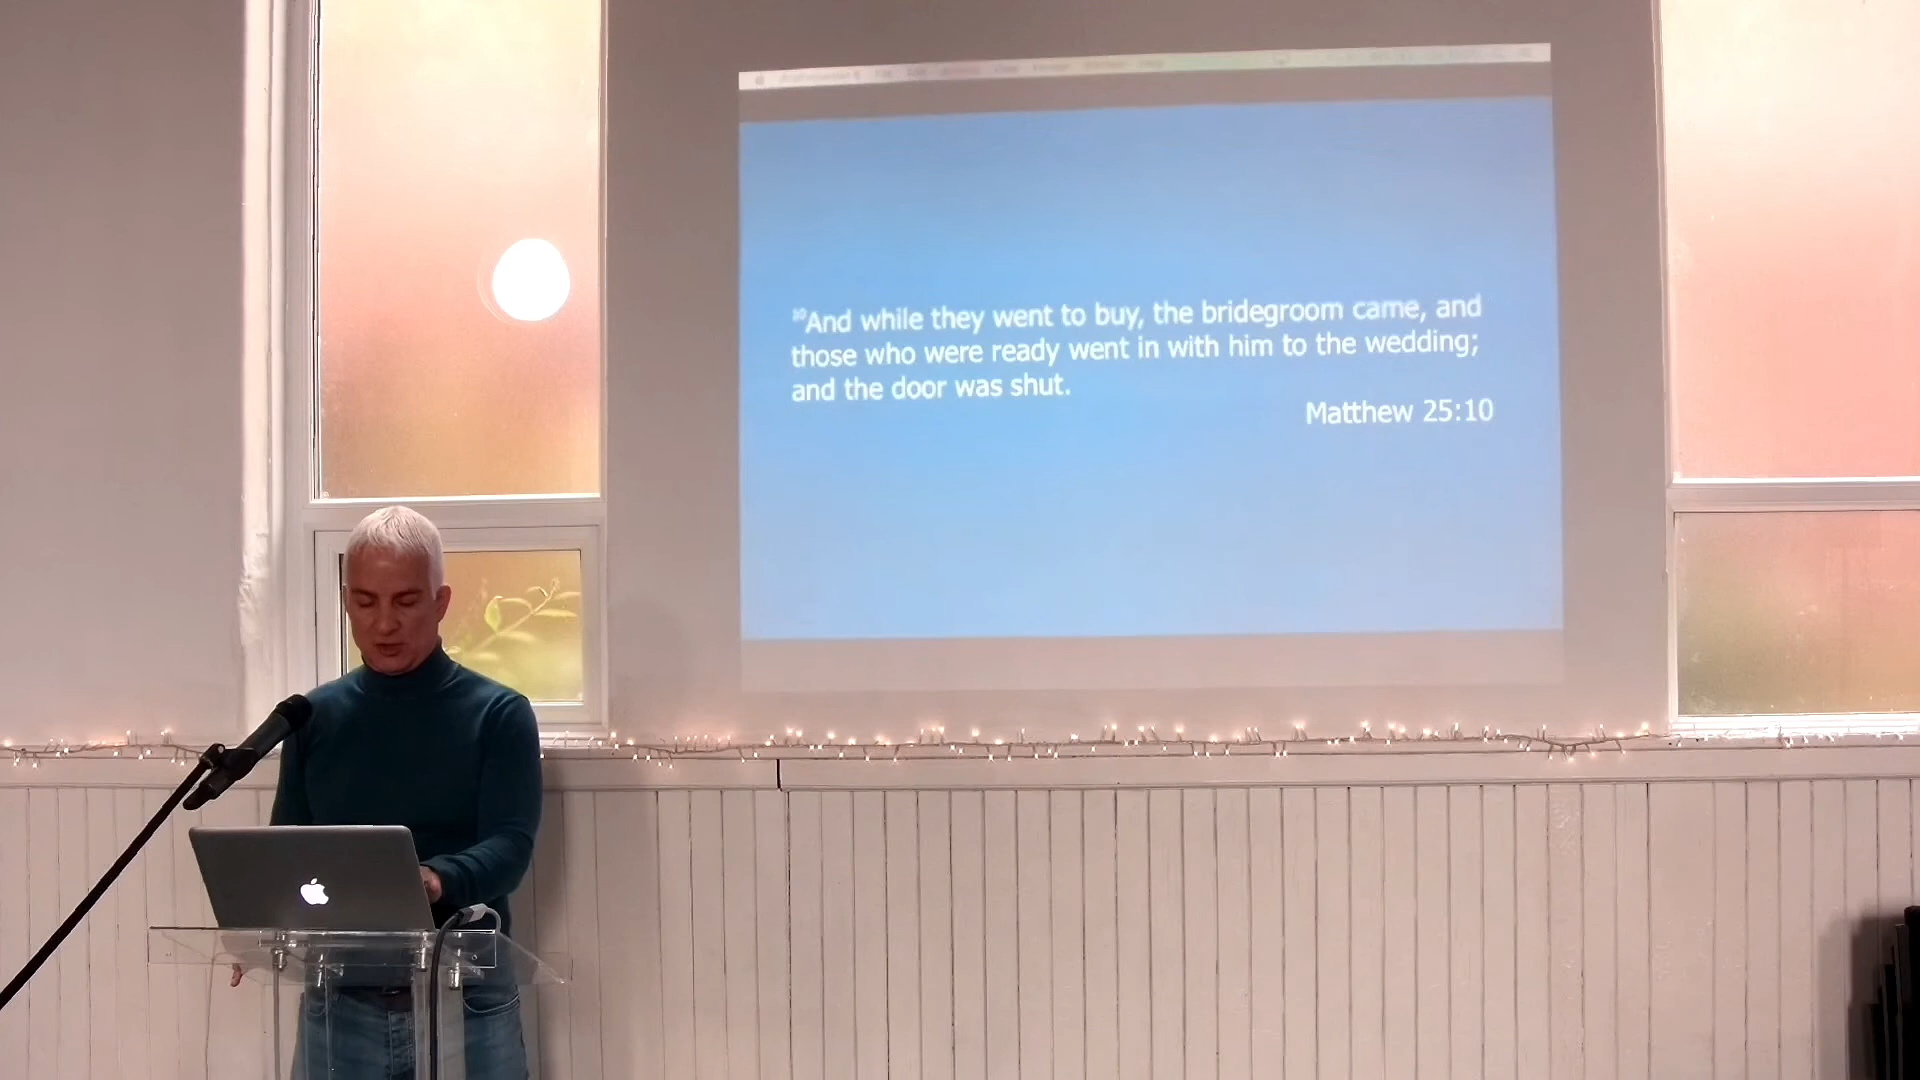 ¹⁰And while they went to buy, the bridegroom came, and
those who were ready went in with him to the wedding;
and the door was shut.
Matthew 25:10